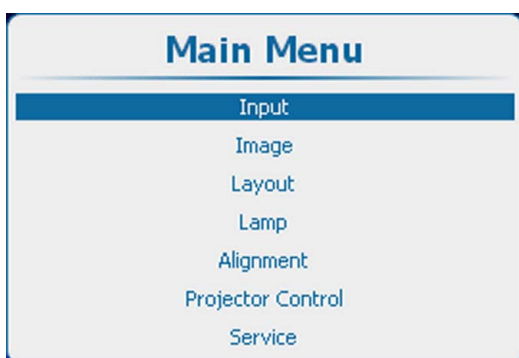 Main Menu
Input
Image
Layout
Lamp
Alignment
Projector Control
Service